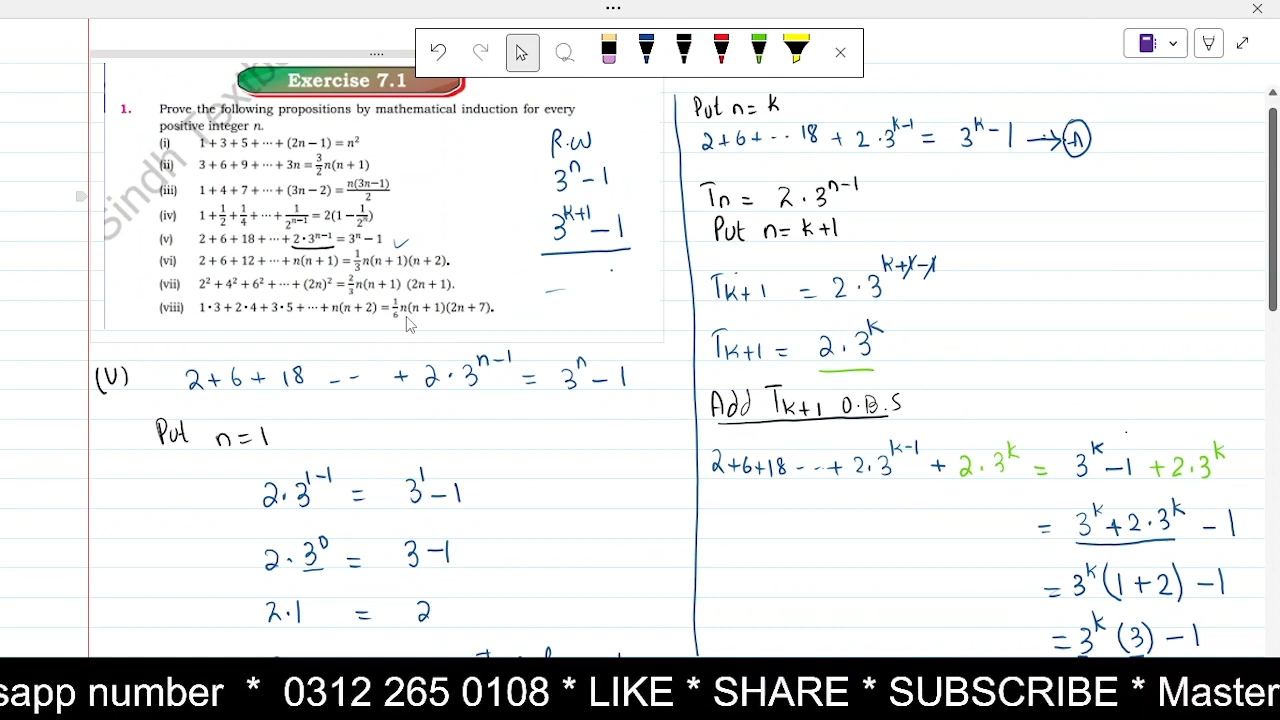 Exercise 7.1
1. Prove the following propositions by mathematical induction for every
positive integer n.
(i) 1 + 3 + 5 + ⋯ + (2n − 1) = n²
(ii) 3 + 6 + 9 + ⋯ + 3n = 3/2 n(n + 1)
(iii) 1 + 4 + 7 + ⋯ + (3n − 2) = n(3n−1)/2
(iv) 1 + 1/2 + 1/4 + ⋯ + 1/2ⁿ⁻¹ = 2(1 − 1/2ⁿ)
(v) 2 + 6 + 18 + ⋯ + 2 • 3ⁿ⁻¹ = 3ⁿ − 1 ✓
(vi) 2 + 6 + 12 + ⋯ + n(n + 1) = 1/3 n(n + 1)(n + 2).
(vii) 2² + 4² + 6² + ⋯ + (2n)² = 2/3 n(n + 1) (2n + 1).
(viii) 1 • 3 + 2 • 4 + 3 • 5 + ⋯ + n(n + 2) = 1/6 n(n + 1)(2n + 7).
Sindh Textb
R.W
3ⁿ − 1
3ᵏ⁺¹ − 1
(V) 2 + 6 + 18 -- + 2 · 3ⁿ⁻¹ = 3ⁿ − 1
Put n = 1
2 · 3¹⁻¹ = 3¹ − 1
2 · 3⁰ = 3 − 1
2 · 1 = 2
Put n = k
2 + 6 + ·· 18 + 2 · 3ᵏ⁻¹ = 3ᵏ − 1 →
Tn = 2 · 3ⁿ⁻¹
Put n = k+1
Tk+1 = 2 · 3ᵏ⁺¹⁻¹
Tk+1 = 2 · 3ᵏ
Add Tk+1 O.B.S
2+6+18 -·-+ 2·3ᵏ⁻¹ + 2·3ᵏ = 3ᵏ − 1 + 2·3ᵏ
= 3ᵏ + 2·3ᵏ − 1
= 3ᵏ (1 + 2) − 1
= 3ᵏ (3) − 1
sapp number * 0312 265 0108 * LIKE * SHARE * SUBSCRIBE * Master